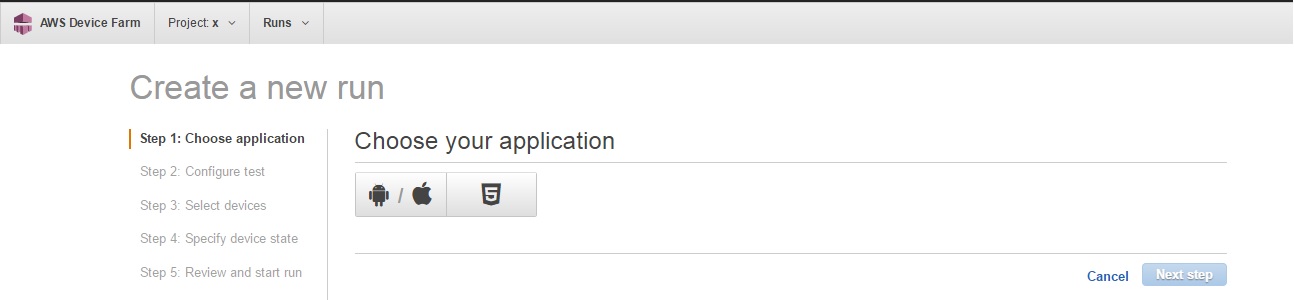 AWS Device Farm Project: x Runs
Create a new run
Step 1: Choose application
Step 2: Configure test
Step 3: Select devices
Step 4: Specify device state
Step 5: Review and start run
Choose your application
/
Cancel Next step